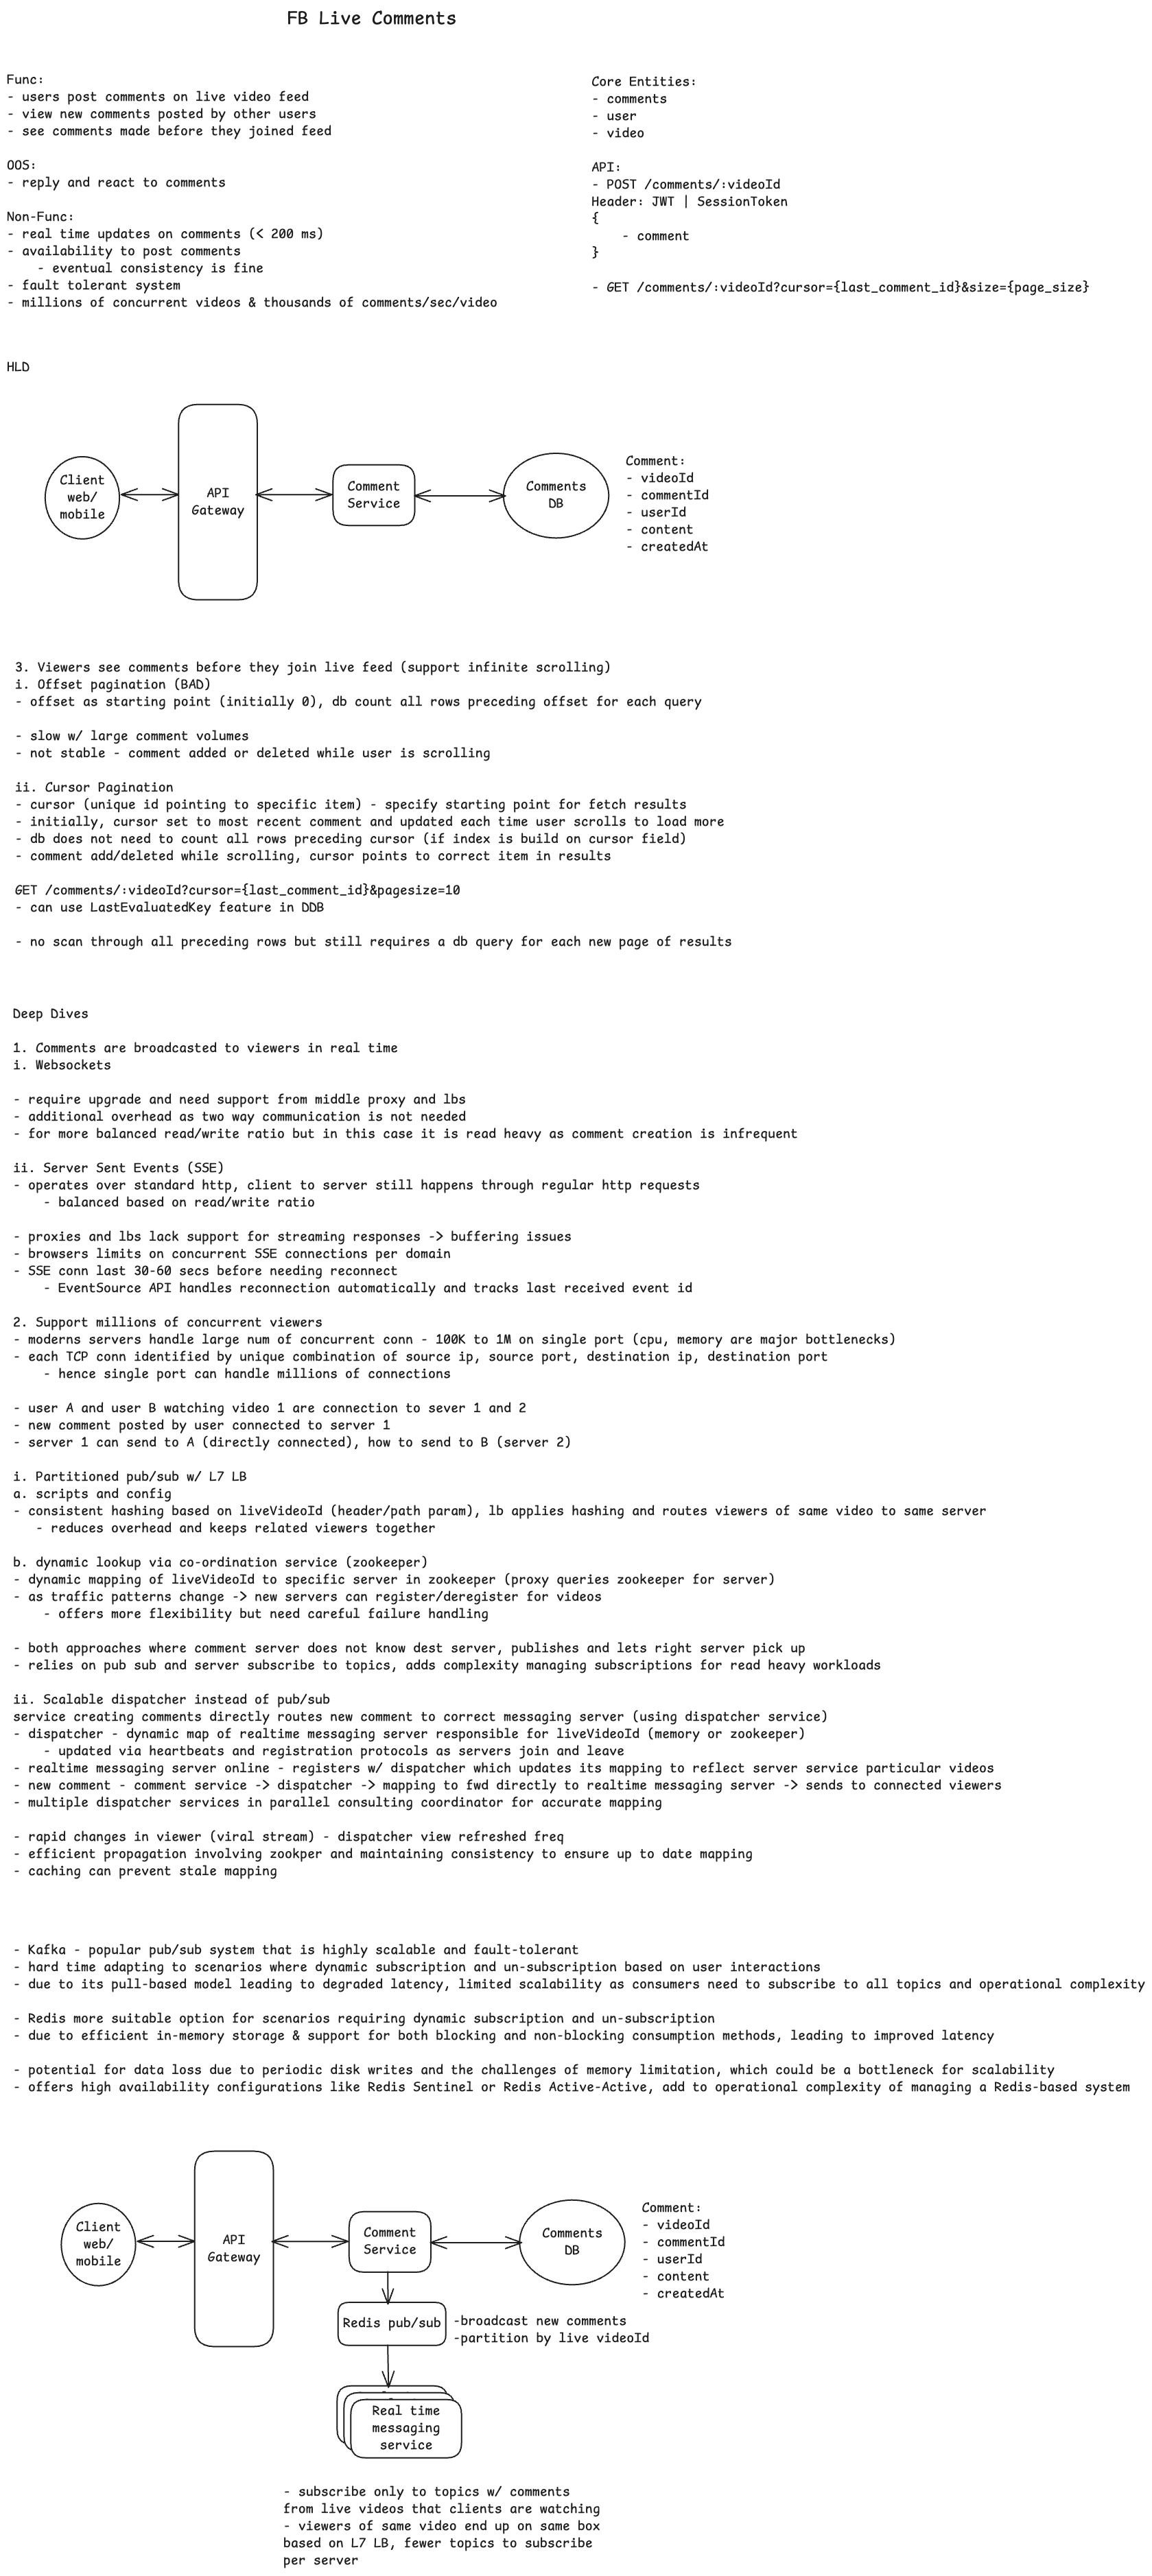 FB Live Comments
Func:
- users post comments on live video feed
- view new comments posted by other users
- see comments made before they joined feed
OOS:
- reply and react to comments
Non-Func:
- real time updates on comments (< 200 ms)
- availability to post comments
- eventual consistency is fine
- fault tolerant system
- millions of concurrent videos & thousands of comments/sec/video
Core Entities:
- comments
- user
- video
API:
- POST /comments/:videoId
Header: JWT | SessionToken
{
- comment
}
- GET /comments/:videoId?cursor={last_comment_id}&size={page_size}
HLD
Client
web/
mobile
API
Gateway
Comment
Service
Comments
DB
Comment:
- videoId
- commentId
- userId
- content
- createdAt
3. Viewers see comments before they join live feed (support infinite scrolling)
i. Offset pagination (BAD)
- offset as starting point (initially 0), db count all rows preceding offset for each query
- slow w/ large comment volumes
- not stable - comment added or deleted while user is scrolling
ii. Cursor Pagination
- cursor (unique id pointing to specific item) - specify starting point for fetch results
- initially, cursor set to most recent comment and updated each time user scrolls to load more
- db does not need to count all rows preceding cursor (if index is build on cursor field)
- comment add/deleted while scrolling, cursor points to correct item in results
GET /comments/:videoId?cursor={last_comment_id}&pagesize=10
- can use LastEvaluatedKey feature in DDB
- no scan through all preceding rows but still requires a db query for each new page of results
Deep Dives
1. Comments are broadcasted to viewers in real time
i. Websockets
- require upgrade and need support from middle proxy and lbs
- additional overhead as two way communication is not needed
- for more balanced read/write ratio but in this case it is read heavy as comment creation is infrequent
ii. Server Sent Events (SSE)
- operates over standard http, client to server still happens through regular http requests
- balanced based on read/write ratio
- proxies and lbs lack support for streaming responses -> buffering issues
- browsers limits on concurrent SSE connections per domain
- SSE conn last 30-60 secs before needing reconnect
- EventSource API handles reconnection automatically and tracks last received event id
2. Support millions of concurrent viewers
- moderns servers handle large num of concurrent conn - 100K to 1M on single port (cpu, memory are major bottlenecks)
- each TCP conn identified by unique combination of source ip, source port, destination ip, destination port
- hence single port can handle millions of connections
- user A and user B watching video 1 are connection to sever 1 and 2
- new comment posted by user connected to server 1
- server 1 can send to A (directly connected), how to send to B (server 2)
i. Partitioned pub/sub w/ L7 LB
a. scripts and config
- consistent hashing based on liveVideoId (header/path param), lb applies hashing and routes viewers of same video to same server
- reduces overhead and keeps related viewers together
b. dynamic lookup via co-ordination service (zookeeper)
- dynamic mapping of liveVideoId to specific server in zookeeper (proxy queries zookeeper for server)
- as traffic patterns change -> new servers can register/deregister for videos
- offers more flexibility but need careful failure handling
- both approaches where comment server does not know dest server, publishes and lets right server pick up
- relies on pub sub and server subscribe to topics, adds complexity managing subscriptions for read heavy workloads
ii. Scalable dispatcher instead of pub/sub
service creating comments directly routes new comment to correct messaging server (using dispatcher service)
- dispatcher - dynamic map of realtime messaging server responsible for liveVideoId (memory or zookeeper)
- updated via heartbeats and registration protocols as servers join and leave
- realtime messaging server online - registers w/ dispatcher which updates its mapping to reflect server service particular videos
- new comment - comment service -> dispatcher -> mapping to fwd directly to realtime messaging server -> sends to connected viewers
- multiple dispatcher services in parallel consulting coordinator for accurate mapping
- rapid changes in viewer (viral stream) - dispatcher view refreshed freq
- efficient propagation involving zookper and maintaining consistency to ensure up to date mapping
- caching can prevent stale mapping
- Kafka - popular pub/sub system that is highly scalable and fault-tolerant
- hard time adapting to scenarios where dynamic subscription and un-subscription based on user interactions
- due to its pull-based model leading to degraded latency, limited scalability as consumers need to subscribe to all topics and operational complexity
- Redis more suitable option for scenarios requiring dynamic subscription and un-subscription
- due to efficient in-memory storage & support for both blocking and non-blocking consumption methods, leading to improved latency
- potential for data loss due to periodic disk writes and the challenges of memory limitation, which could be a bottleneck for scalability
- offers high availability configurations like Redis Sentinel or Redis Active-Active, add to operational complexity of managing a Redis-based system
Client
web/
mobile
API
Gateway
Comment
Service
Comments
DB
Comment:
- videoId
- commentId
- userId
- content
- createdAt
Redis pub/sub
-broadcast new comments
-partition by live videoId
Real time
messaging
service
- subscribe only to topics w/ comments
from live videos that clients are watching
- viewers of same video end up on same box
based on L7 LB, fewer topics to subscribe
per server